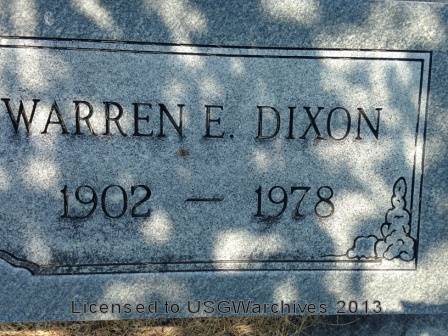 WARREN E. DIXON
1902 — 1978
Licensed to USGWarchives 2013